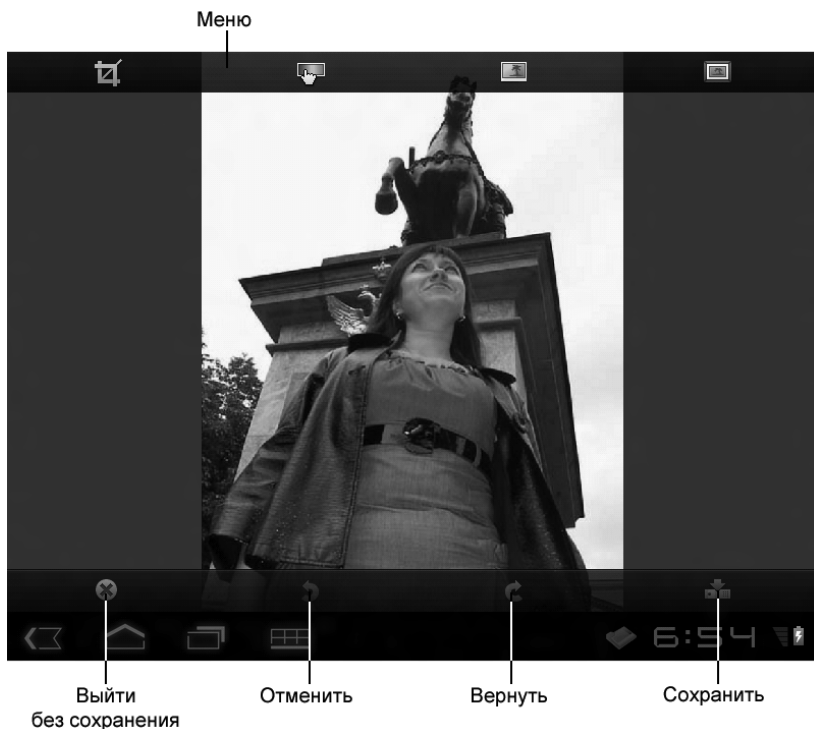 Меню
6:54
Выйти
без сохранения
Отменить
Вернуть
Сохранить